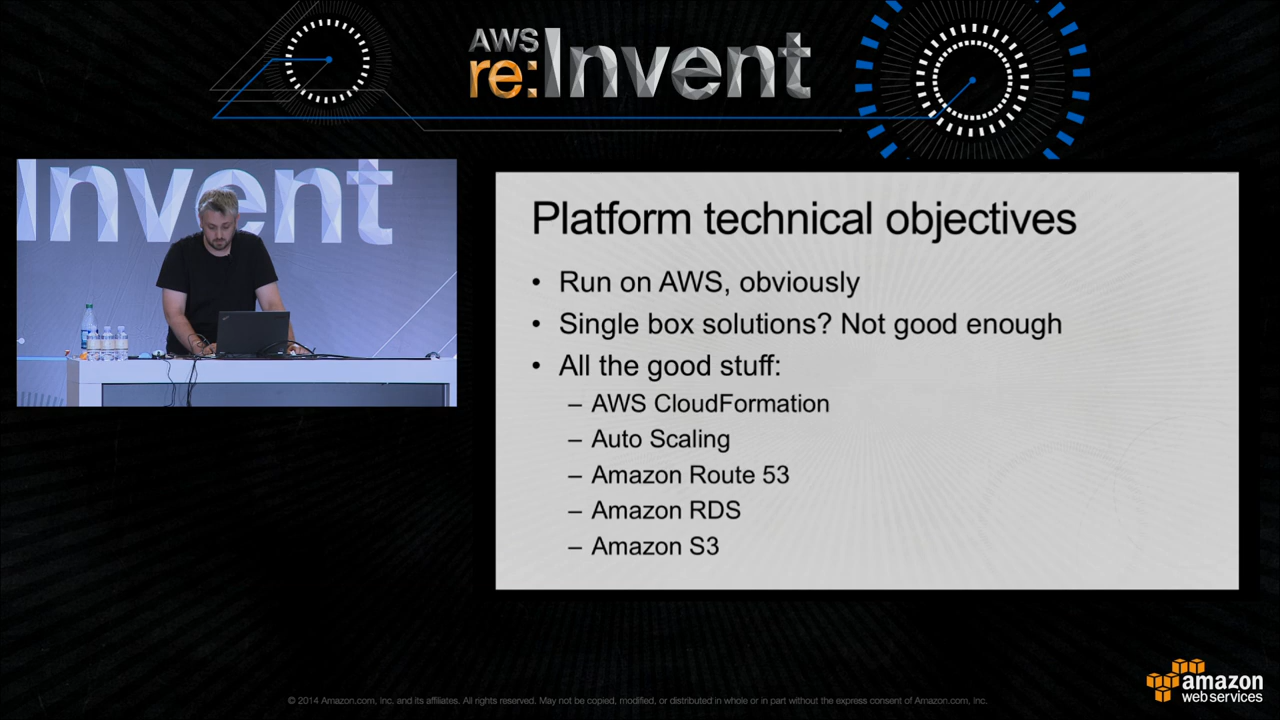 AWS
re:Invent
Invent
Platform technical objectives
• Run on AWS, obviously
• Single box solutions? Not good enough
• All the good stuff:
– AWS CloudFormation
– Auto Scaling
– Amazon Route 53
– Amazon RDS
– Amazon S3
© 2014 Amazon.com, inc. and its affiliates. All rights reserved. May not be copied, modified, or distributed in whole or in part without the express consent of Amazon.com, inc.
amazon
web services